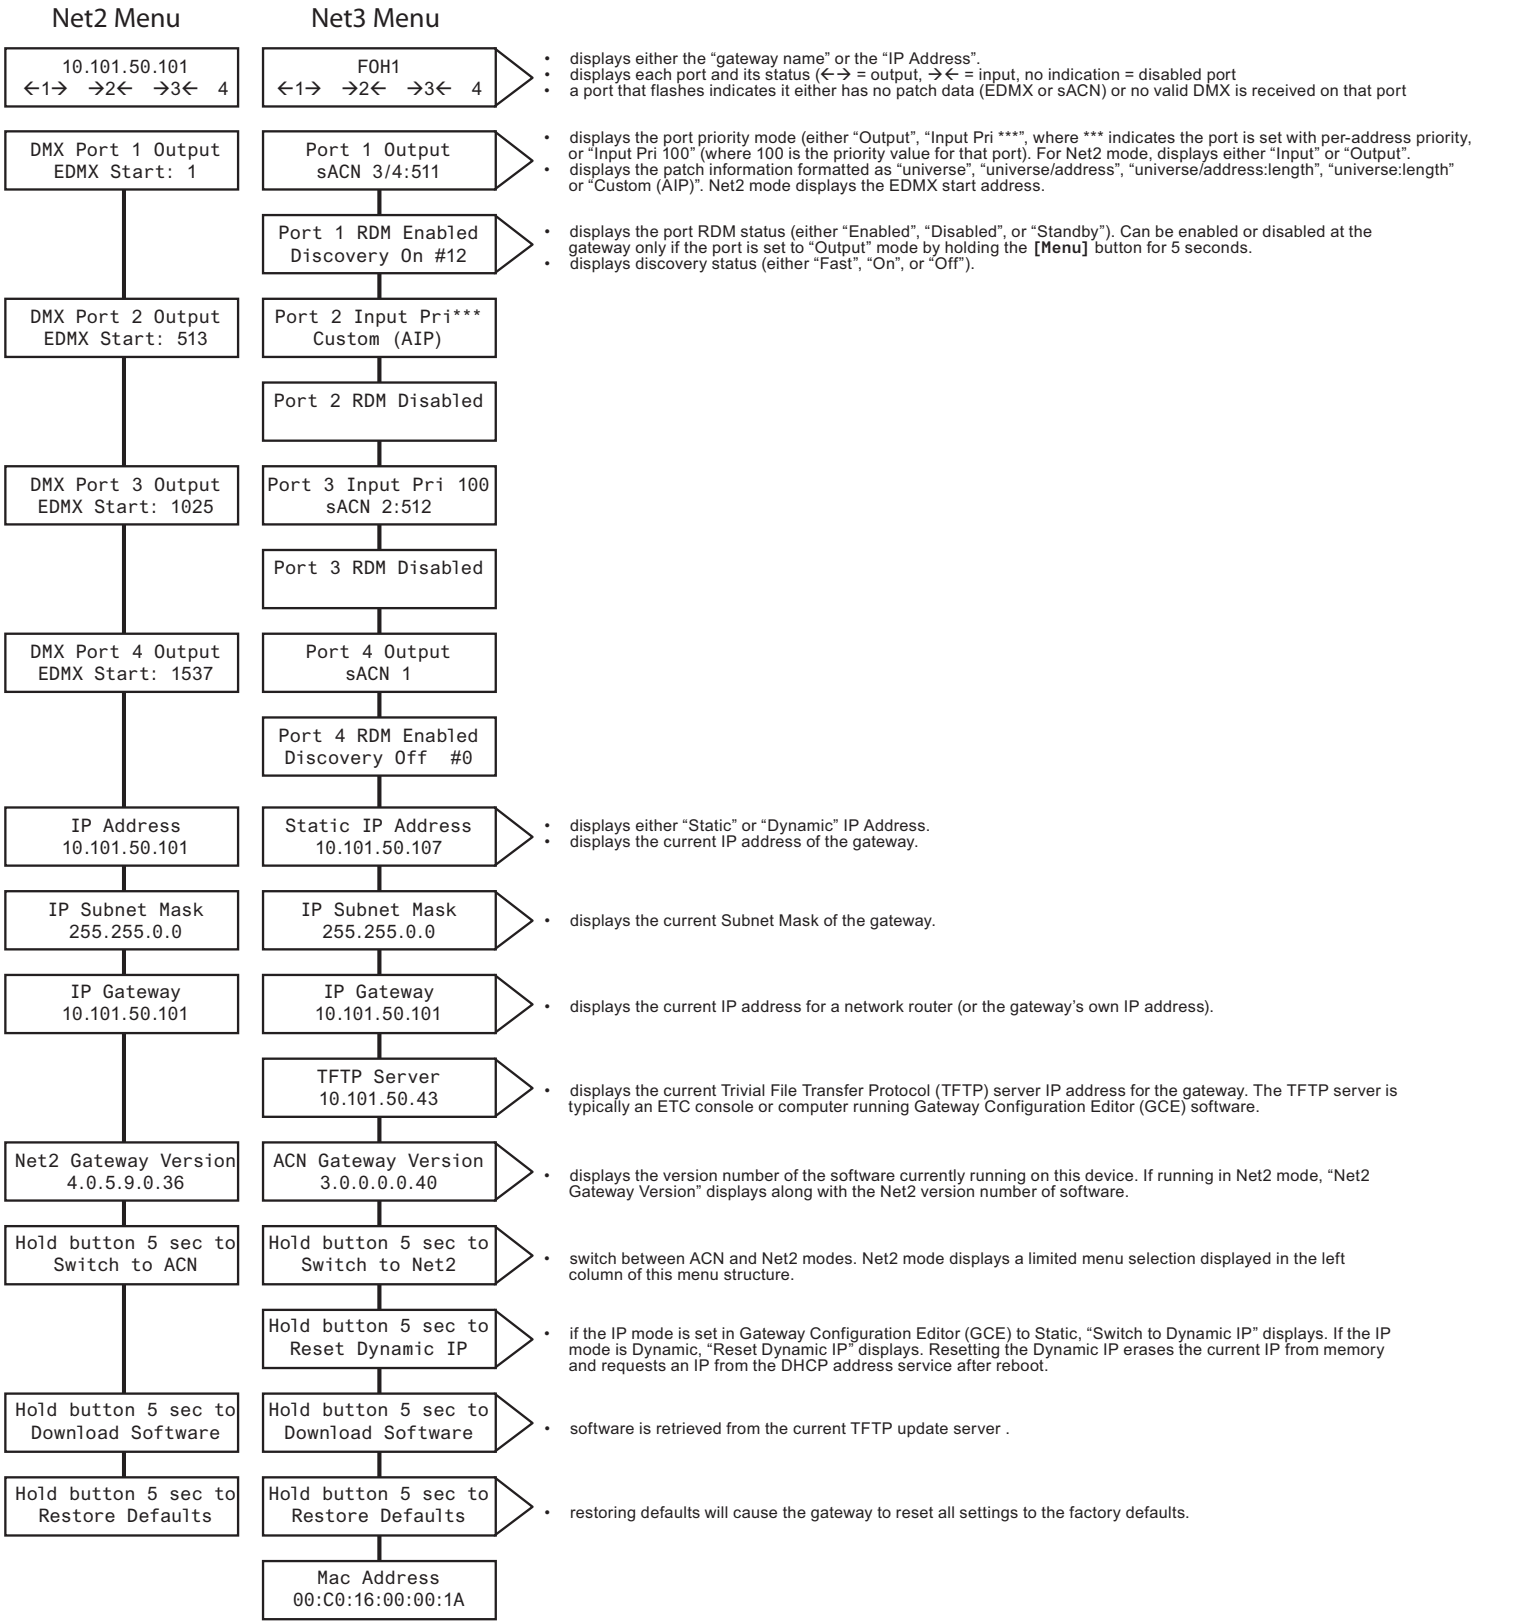 Net2 Menu
Net3 Menu
10.101.50.101
←1→ →2← →3← 4
FOH1
←1→ →2← →3← 4
• displays either the “gateway name” or the “IP Address”.
• displays each port and its status (←→ = output, →← = input, no indication = disabled port
• a port that flashes indicates it either has no patch data (EDMX or sACN) or no valid DMX is received on that port
DMX Port 1 Output
EDMX Start: 1
Port 1 Output
sACN 3/4:511
• displays the port priority mode (either “Output”, “Input Pri ***”, where *** indicates the port is set with per-address priority,
or “Input Pri 100” (where 100 is the priority value for that port). For Net2 mode, displays either “Input” or “Output”.
• displays the patch information formatted as “universe”, “universe/address”, “universe/address:length”, “universe:length”
or “Custom (AIP)”. Net2 mode displays the EDMX start address.
Port 1 RDM Enabled
Discovery On #12
• displays the port RDM status (either “Enabled”, “Disabled”, or “Standby”). Can be enabled or disabled at the
gateway only if the port is set to “Output” mode by holding the [Menu] button for 5 seconds.
• displays discovery status (either “Fast”, “On”, or “Off”).
DMX Port 2 Output
EDMX Start: 513
Port 2 Input Pri***
Custom (AIP)
Port 2 RDM Disabled
DMX Port 3 Output
EDMX Start: 1025
Port 3 Input Pri 100
sACN 2:512
Port 3 RDM Disabled
DMX Port 4 Output
EDMX Start: 1537
Port 4 Output
sACN 1
Port 4 RDM Enabled
Discovery Off #0
IP Address
10.101.50.101
Static IP Address
10.101.50.107
• displays either “Static” or “Dynamic” IP Address.
• displays the current IP address of the gateway.
IP Subnet Mask
255.255.0.0
IP Subnet Mask
255.255.0.0
• displays the current Subnet Mask of the gateway.
IP Gateway
10.101.50.101
IP Gateway
10.101.50.101
• displays the current IP address for a network router (or the gateway’s own IP address).
TFTP Server
10.101.50.43
• displays the current Trivial File Transfer Protocol (TFTP) server IP address for the gateway. The TFTP server is
typically an ETC console or computer running Gateway Configuration Editor (GCE) software.
Net2 Gateway Version
4.0.5.9.0.36
ACN Gateway Version
3.0.0.0.0.40
• displays the version number of the software currently running on this device. If running in Net2 mode, “Net2
Gateway Version” displays along with the Net2 version number of software.
Hold button 5 sec to
Switch to ACN
Hold button 5 sec to
Switch to Net2
• switch between ACN and Net2 modes. Net2 mode displays a limited menu selection displayed in the left
column of this menu structure.
Hold button 5 sec to
Reset Dynamic IP
• if the IP mode is set in Gateway Configuration Editor (GCE) to Static, “Switch to Dynamic IP” displays. If the IP
mode is Dynamic, “Reset Dynamic IP” displays. Resetting the Dynamic IP erases the current IP from memory
and requests an IP from the DHCP address service after reboot.
Hold button 5 sec to
Download Software
Hold button 5 sec to
Download Software
• software is retrieved from the current TFTP update server .
Hold button 5 sec to
Restore Defaults
Hold button 5 sec to
Restore Defaults
• restoring defaults will cause the gateway to reset all settings to the factory defaults.
Mac Address
00:C0:16:00:00:1A